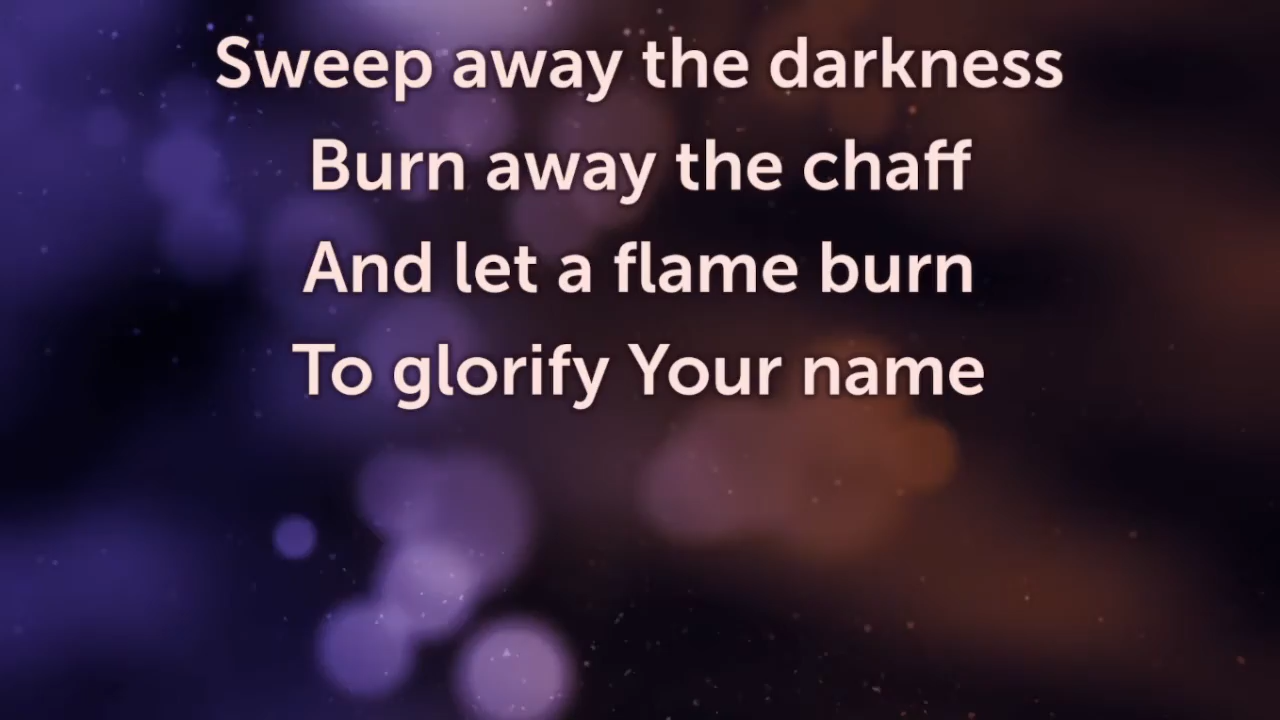 Sweep away the darkness
Burn away the chaff
And let a flame burn
To glorify Your name